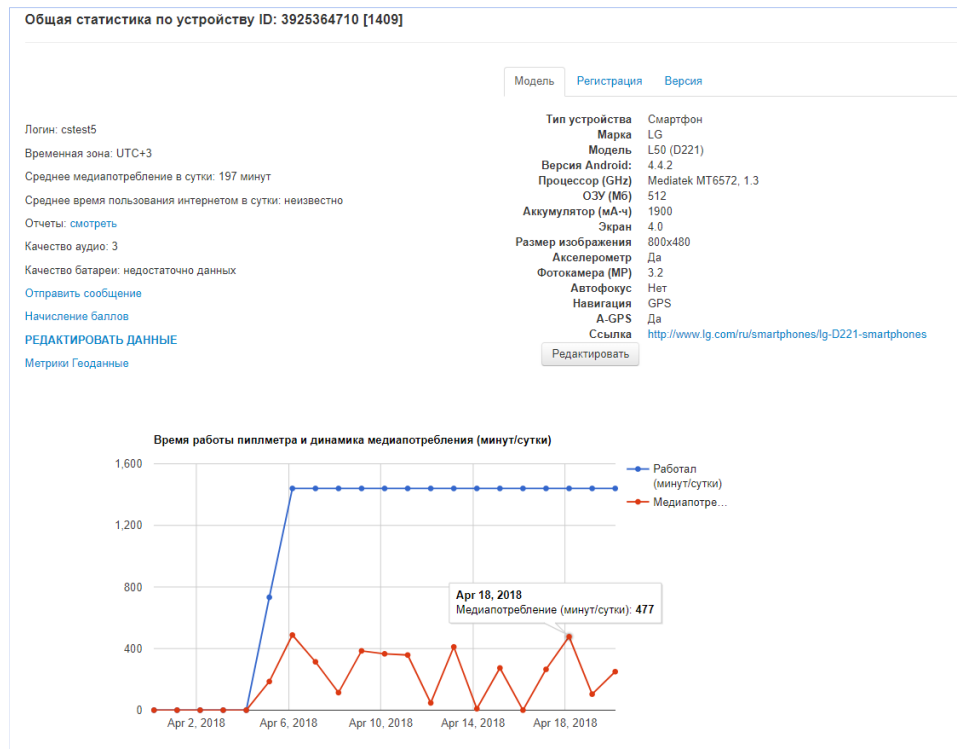 Общая статистика по устройству ID: 3925364710 [1409]
Модель Регистрация Версия
Логин: cstest5
Временная зона: UTC+3
Среднее медиапотребление в сутки: 197 минут
Среднее время пользования интернетом в сутки: неизвестно
Отчеты: смотреть
Качество аудио: 3
Качество батареи: недостаточно данных
Отправить сообщение
Начисление баллов
РЕДАКТИРОВАТЬ ДАННЫЕ
Метрики Геоданные
Тип устройства Смартфон
Марка LG
Модель L50 (D221)
Версия Android: 4.4.2
Процессор (GHz) Mediatek MT6572, 1.3
ОЗУ (Мб) 512
Аккумулятор (мА-ч) 1900
Экран 4.0
Размер изображения 800x480
Акселерометр Да
Фотокамера (MP) 3.2
Автофокус Нет
Навигация GPS
A-GPS Да
Ссылка http://www.lg.com/ru/smartphones/lg-D221-smartphones
Редактировать
Время работы пиплметра и динамика медиапотребления (минут/сутки)
1,600
1,200
800
400
0
Apr 2, 2018 Apr 6, 2018 Apr 10, 2018 Apr 14, 2018 Apr 18, 2018
Apr 18, 2018
Медиапотребление (минут/сутки): 477
Работал
(минут/сутки)
Медиапотре...